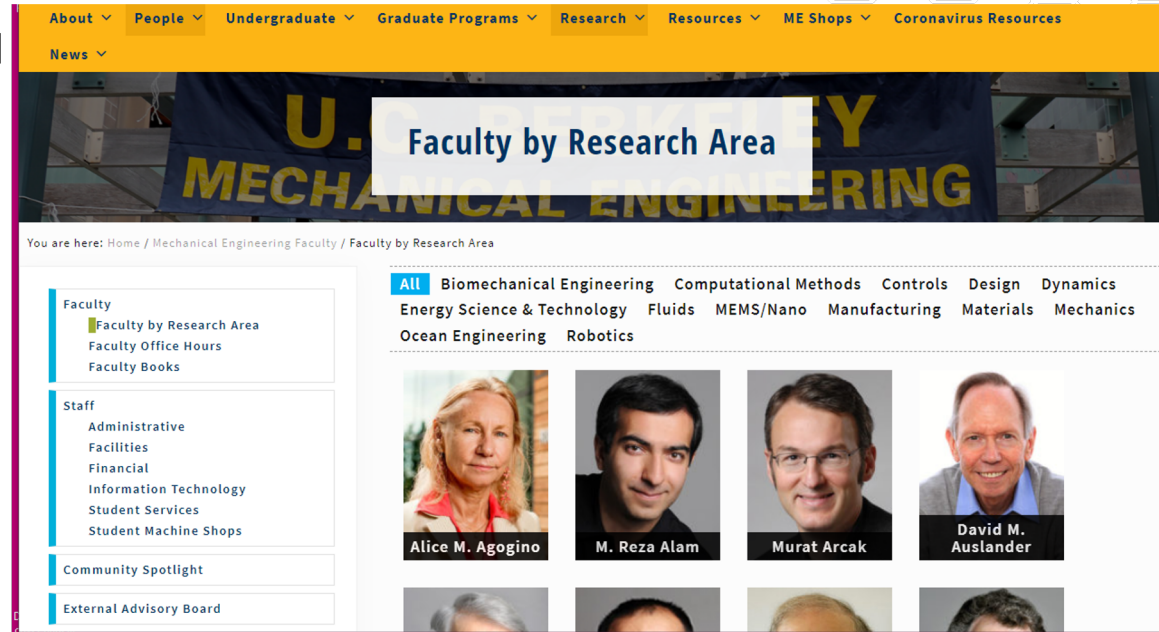 About People Undergraduate Graduate Programs Research Resources ME Shops Coronavirus Resources
News
U.C. BERKELEY
MECHANICAL ENGINEERING
Faculty by Research Area
You are here: Home / Mechanical Engineering Faculty / Faculty by Research Area
Faculty
Faculty by Research Area
Faculty Office Hours
Faculty Books
Staff
Administrative
Facilities
Financial
Information Technology
Student Services
Student Machine Shops
Community Spotlight
External Advisory Board
All Biomechanical Engineering Computational Methods Controls Design Dynamics
Energy Science & Technology Fluids MEMS/Nano Manufacturing Materials Mechanics
Ocean Engineering Robotics
Alice M. Agogino
M. Reza Alam
Murat Arcak
David M.
Auslander